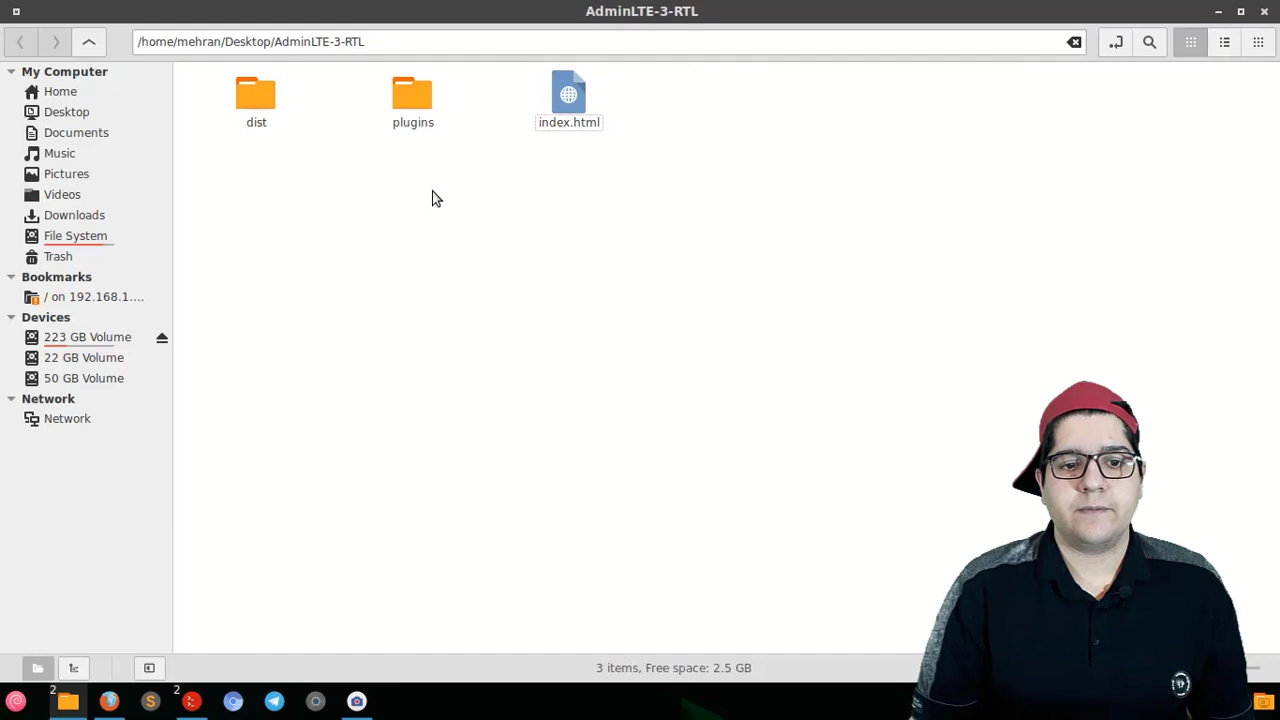 AdminLTE-3-RTL
/home/mehran/Desktop/AdminLTE-3-RTL
My Computer
Home
Desktop
Documents
Music
Pictures
Videos
Downloads
File System
Trash
Bookmarks
/ on 192.168.1....
Devices
223 GB Volume
22 GB Volume
50 GB Volume
Network
Network
dist
plugins
index.html
3 items, Free space: 2.5 GB
2
2